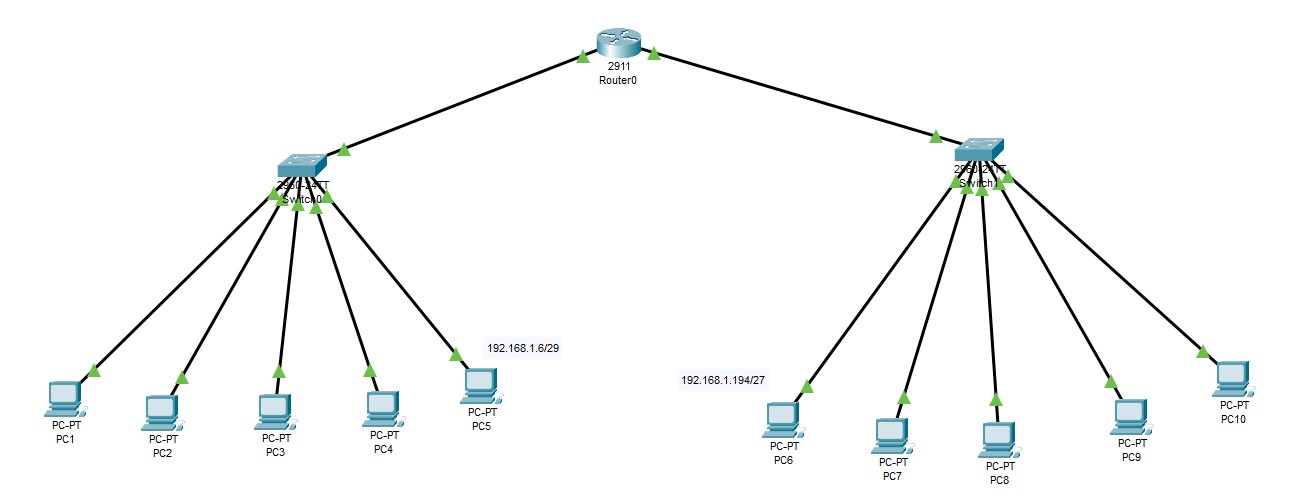 2911
Router0
2960-24TT
Switch0
2960-24TT
Switch1
192.168.1.6/29
192.168.1.194/27
PC-PT
PC1
PC-PT
PC2
PC-PT
PC3
PC-PT
PC4
PC-PT
PC5
PC-PT
PC6
PC-PT
PC7
PC-PT
PC8
PC-PT
PC9
PC-PT
PC10